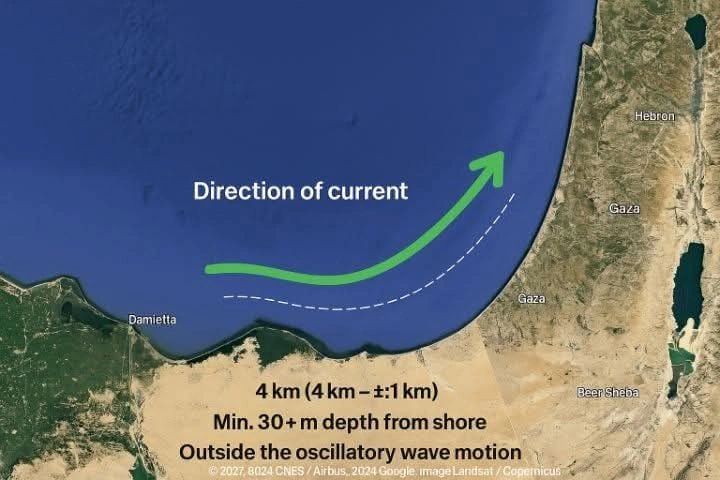 Hebron
Direction of current
Gaza
Gaza
Damietta
4 km (4 km – ±:1 km)
Beer Sheba
Min. 30+ m depth from shore
Outside the oscillatory wave motion
© 2027, 8024 CNES / Airbus,, 2024 Google. image Landsat / Copernicus